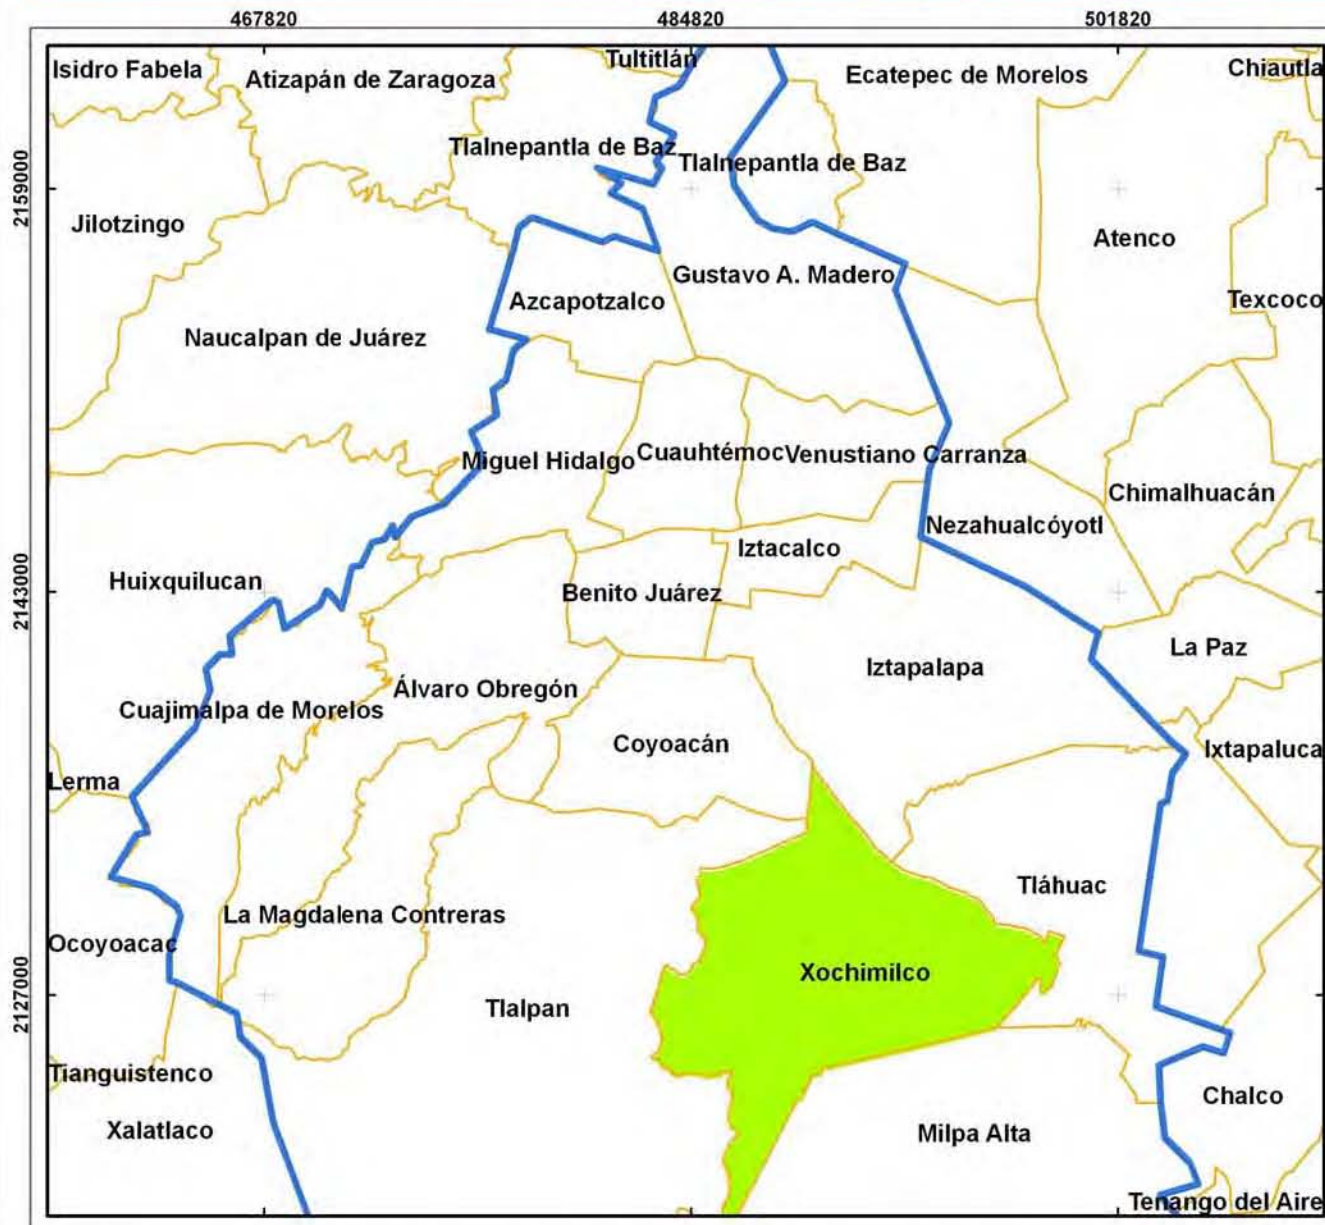 467820
484820
501820
Isidro Fabela
Atizapán de Zaragoza
Tultitlán
Ecatepec de Morelos
Chiautla
Tlalnepantla de Baz
Tlalnepantla de Baz
2159000
Jilotzingo
Atenco
Gustavo A. Madero
Azcapotzalco
Texcoco
Naucalpan de Juárez
Miguel Hidalgo
Cuauhtémoc
Venustiano Carranza
Chimalhuacán
Nezahualcóyotl
Iztacalco
Huixquilucan
Benito Juárez
2143000
La Paz
Iztapalapa
Álvaro Obregón
Cuajimalpa de Morelos
Coyoacán
Ixtapaluca
Lerma
Tláhuac
La Magdalena Contreras
Ocoyoacac
Xochimilco
2127000
Tlalpan
Tianguistenco
Chalco
Xalatlaco
Milpa Alta
Tenango del Aire